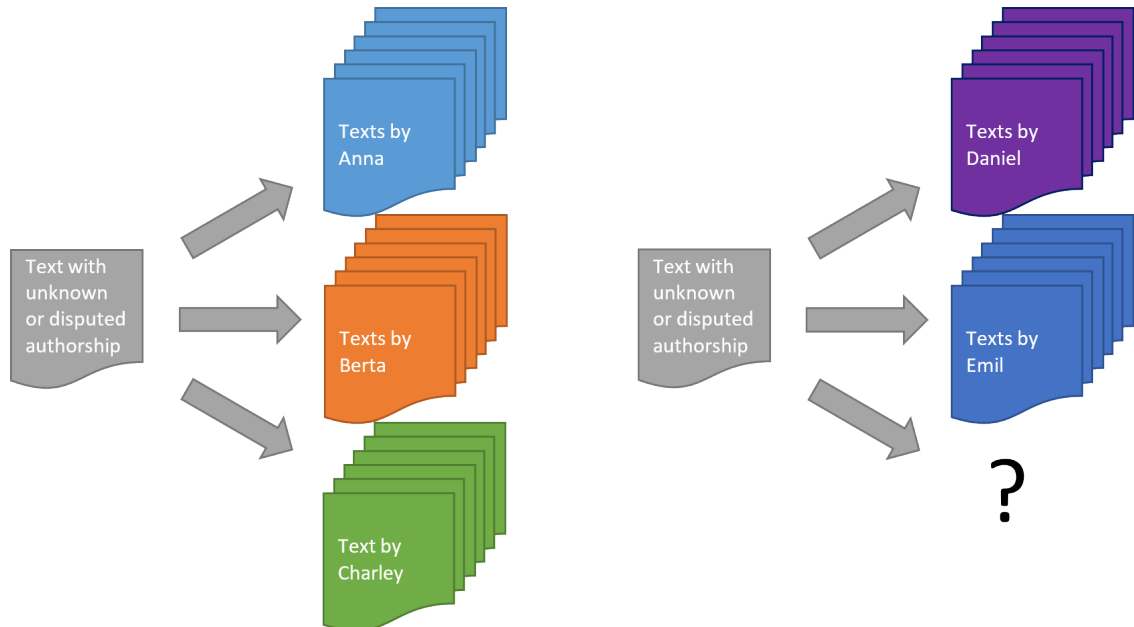 Texts by
Anna
Text with
unknown
or disputed
authorship
Texts by
Berta
Text by
Charley
Texts by
Daniel
Text with
unknown
or disputed
authorship
Texts by
Emil
?